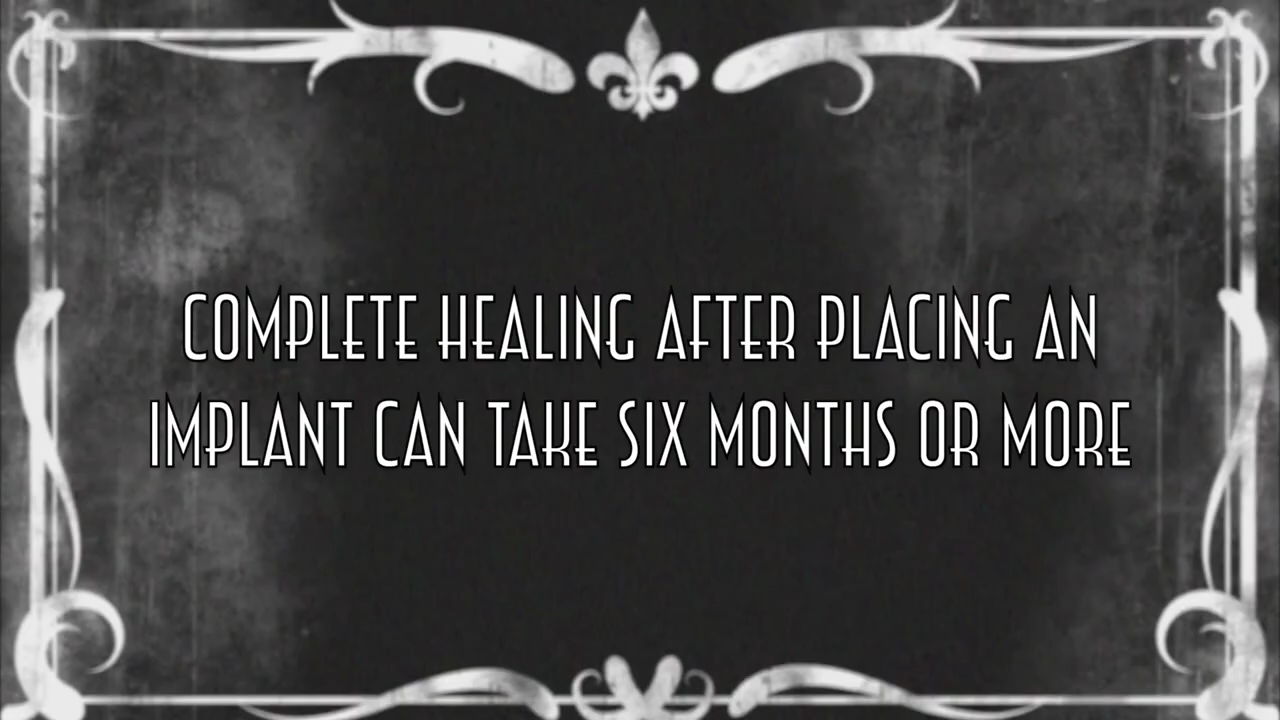 COMPLETE HEALING AFTER PLACING AN
IMPLANT CAN TAKE SIX MONTHS OR MORE